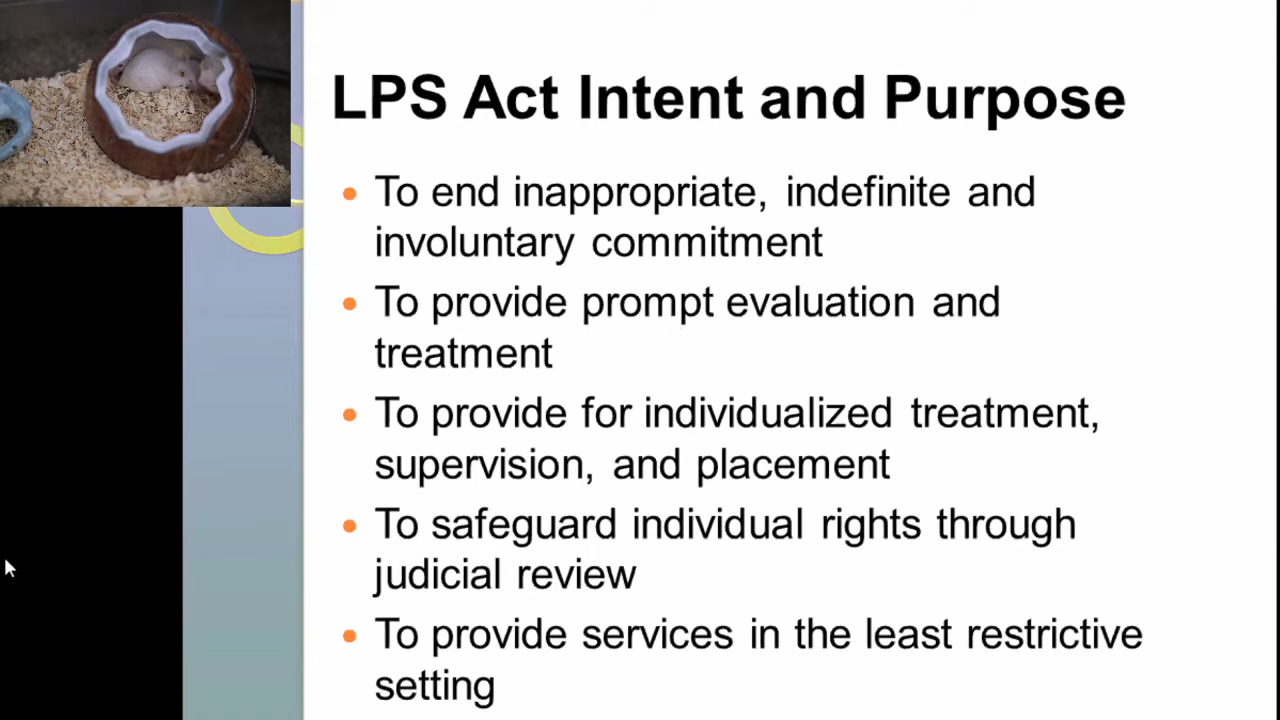 LPS Act Intent and Purpose
To end inappropriate, indefinite and
involuntary commitment
To provide prompt evaluation and
treatment
To provide for individualized treatment,
supervision, and placement
To safeguard individual rights through
judicial review
To provide services in the least restrictive
setting